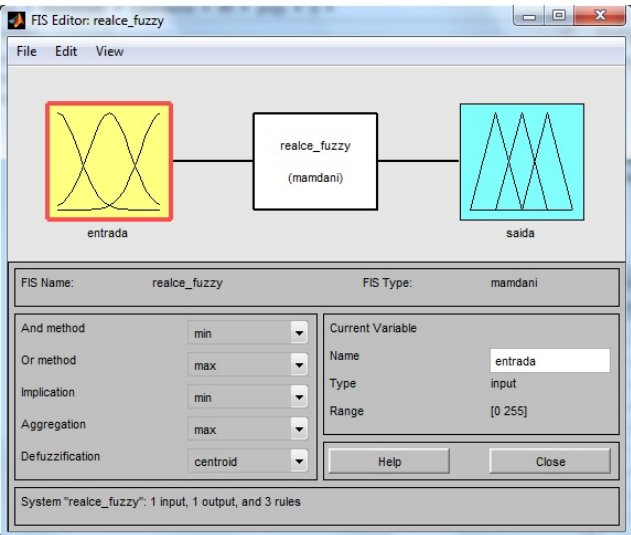 FIS Editor: realce_fuzzy
File Edit View
realce_fuzzy
(mamdani)
entrada
saida
FIS Name: realce_fuzzy FIS Type: mamdani
And method min
Or method max
Implication min
Aggregation max
Defuzzification centroid
Current Variable
Name entrada
Type input
Range [0 255]
Help Close
System "realce_fuzzy": 1 input, 1 output, and 3 rules